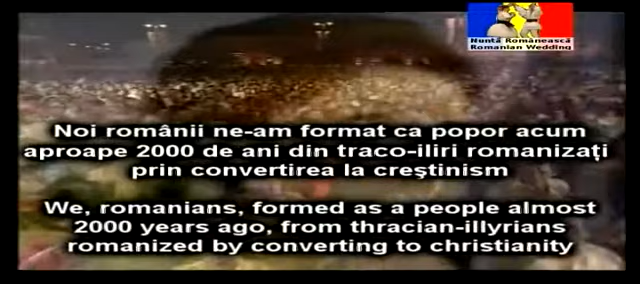 Nuntă Românească
Romanian Wedding
Noi românii ne-am format ca popor acum
aproape 2000 de ani din traco-iliri romanizaţi
prin convertirea la creştinism
We, romanians, formed as a people almost
2000 years ago, from thracian-illyrians
romanized by converting to christianity